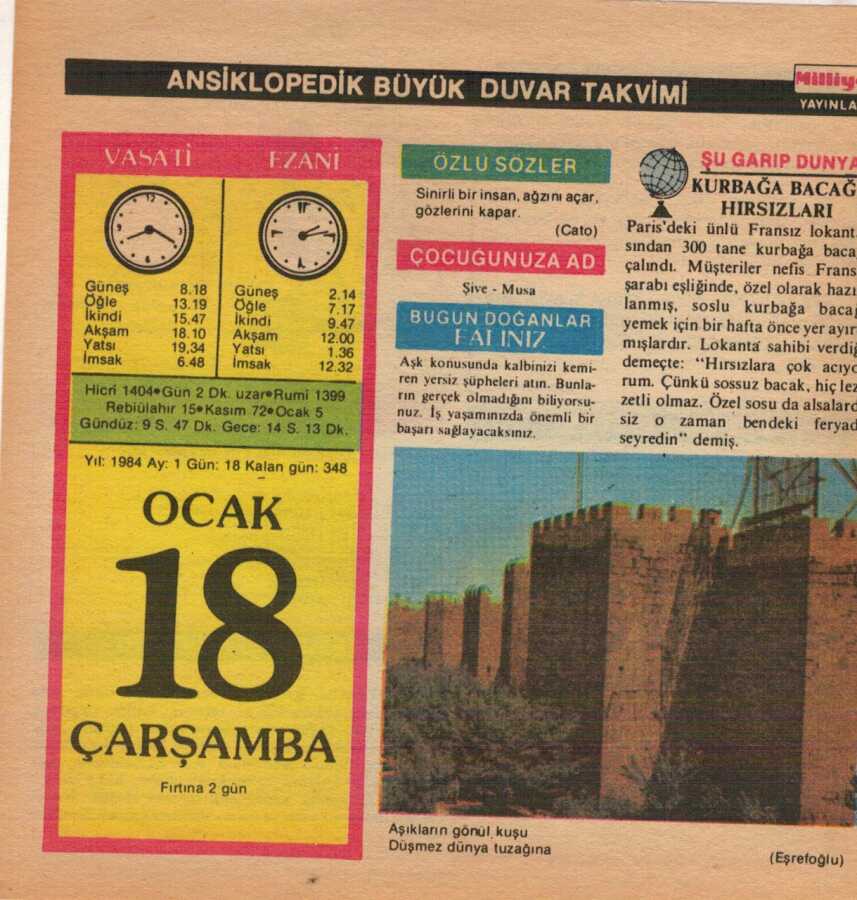 ANSİKLOPEDİK BÜYÜK DUVAR TAKVİMİ
Milliye
YAYINLA
VASATİ EZANİ
Güneş 8.18
Öğle 13.19
İkindi 15.47
Akşam 18.10
Yatsı 19,34
İmsak 6.48
Güneş 2.14
Öğle 7.17
İkindi 9.47
Akşam 12.00
Yatsı 1.36
İmsak 12.32
Hicri 1404•Gün 2 Dk. uzar•Rumi 1399
Rebiülahir 15•Kasım 72•Ocak 5
Gündüz: 9 S. 47 Dk. Gece: 14 S. 13 Dk.
Yıl: 1984 Ay: 1 Gün: 18 Kalan gün: 348
OCAK
18
ÇARŞAMBA
Fırtına 2 gün
ÖZLÜ SÖZLER
Sinirli bir insan, ağzını açar,
gözlerini kapar.
(Cato)
ÇOCUĞUNUZA AD
Şive - Musa
BUGÜN DOĞANLAR
FALINIZ
Aşk konusunda kalbinizi kemi-
ren yersiz şüpheleri atın. Bunla-
rın gerçek olmadığını biliyorsu-
nuz. İş yaşamınızda önemli bir
başarı sağlayacaksınız.
ŞU GARIP DUNYA
KURBAĞA BACAĞ
HIRSIZLARI
Paris'deki ünlü Fransız lokant
sından 300 tane kurbağa baca
çalındı. Müşteriler nefis Frans
şarabı eşliğinde, özel olarak hazı
lanmış, soslu kurbağa baca
yemek için bir hafta önce yer ayır
mışlardır. Lokanta sahibi verdiğ
demeçte: "Hırsızlara çok acıyo
rum. Çünkü sossuz bacak, hiç lez
zetli olmaz. Özel sosu da alsalard
siz o zaman bendeki feryad
seyredin" demiş.
Aşıkların gönül kuşu
Düşmez dünya tuzağına
(Eşrefoğlu)